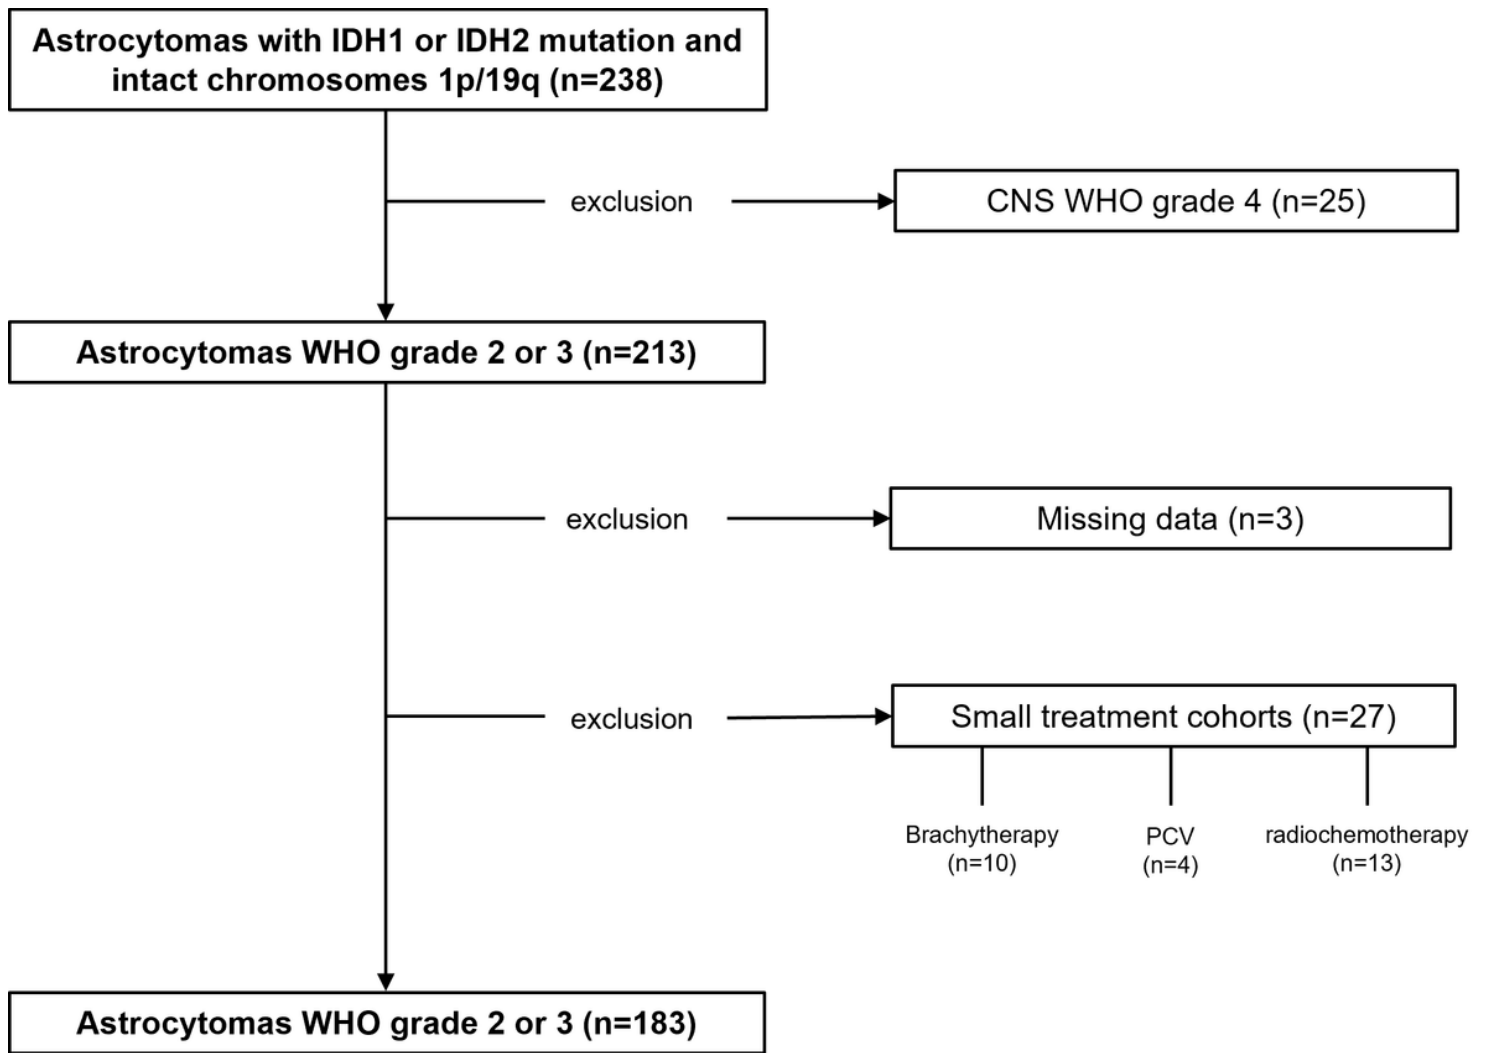 Astrocytomas with IDH1 or IDH2 mutation and
intact chromosomes 1p/19q (n=238)
exclusion
CNS WHO grade 4 (n=25)
Astrocytomas WHO grade 2 or 3 (n=213)
exclusion
Missing data (n=3)
exclusion
Small treatment cohorts (n=27)
Brachytherapy
(n=10)
PCV
(n=4)
radiochemotherapy
(n=13)
Astrocytomas WHO grade 2 or 3 (n=183)